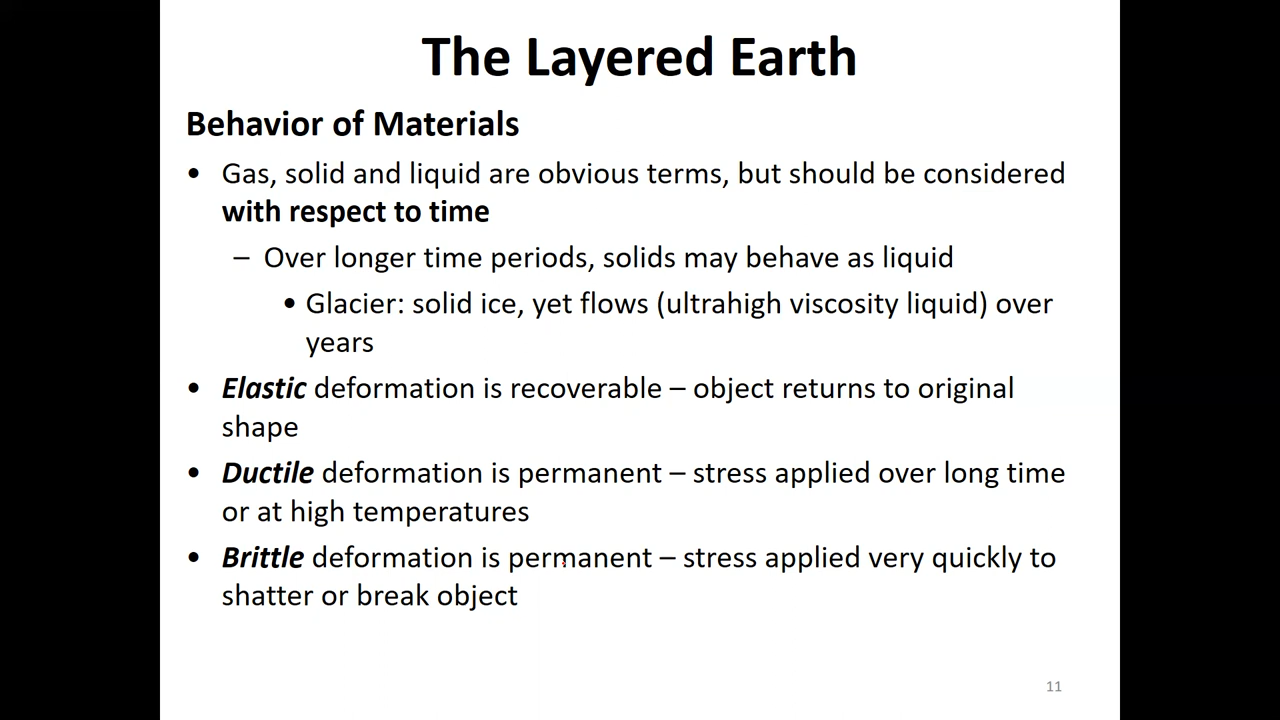 The Layered Earth
Behavior of Materials
• Gas, solid and liquid are obvious terms, but should be considered
with respect to time
– Over longer time periods, solids may behave as liquid
• Glacier: solid ice, yet flows (ultrahigh viscosity liquid) over
years
• Elastic deformation is recoverable – object returns to original
shape
• Ductile deformation is permanent – stress applied over long time
or at high temperatures
• Brittle deformation is permanent – stress applied very quickly to
shatter or break object
11